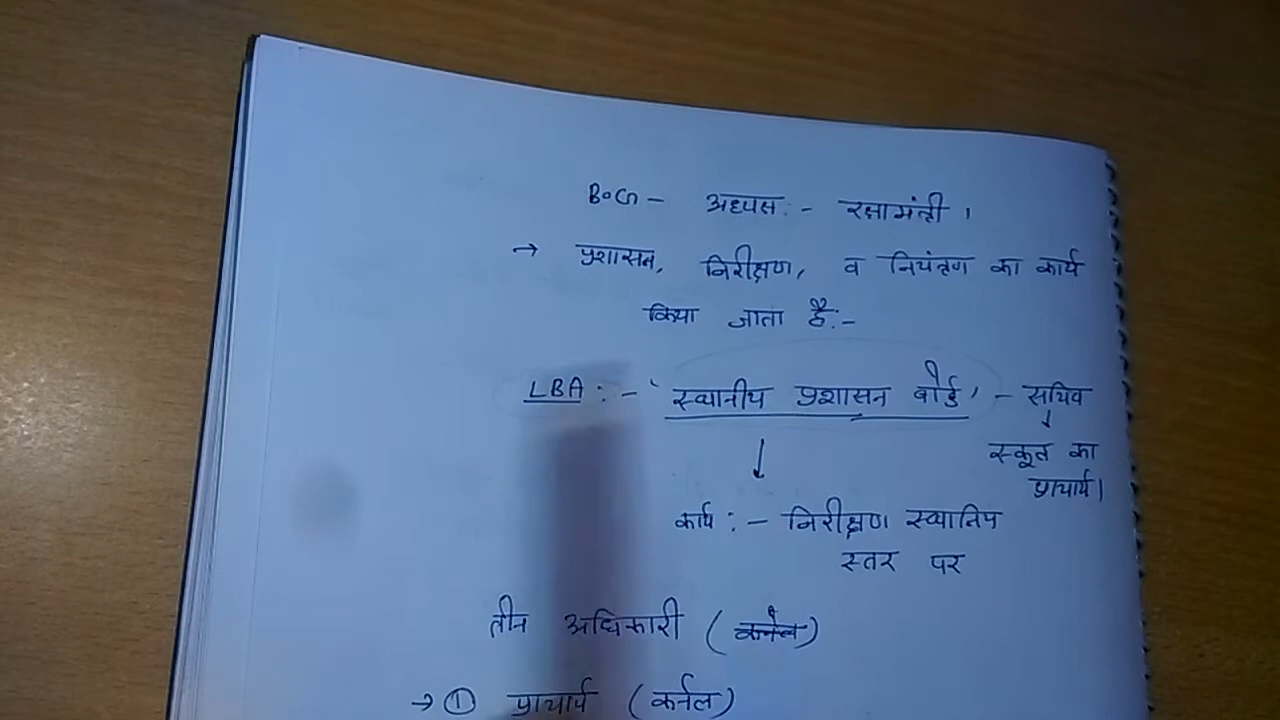 BoG - अध्यक्ष :- रक्षामंत्री ।
→ प्रशासन, निरीक्षण, व नियंत्रण का कार्य
किया जाता है:-
LBA :- 'स्थानीय प्रशासन बोर्ड' - सचिव
↓
स्कूल का
प्राचार्य।
↓
कार्य :- निरीक्षण स्थानिय
स्तर पर
तीन अधिकारी (कर्नल)
→ ① प्राचार्य (कर्नल)